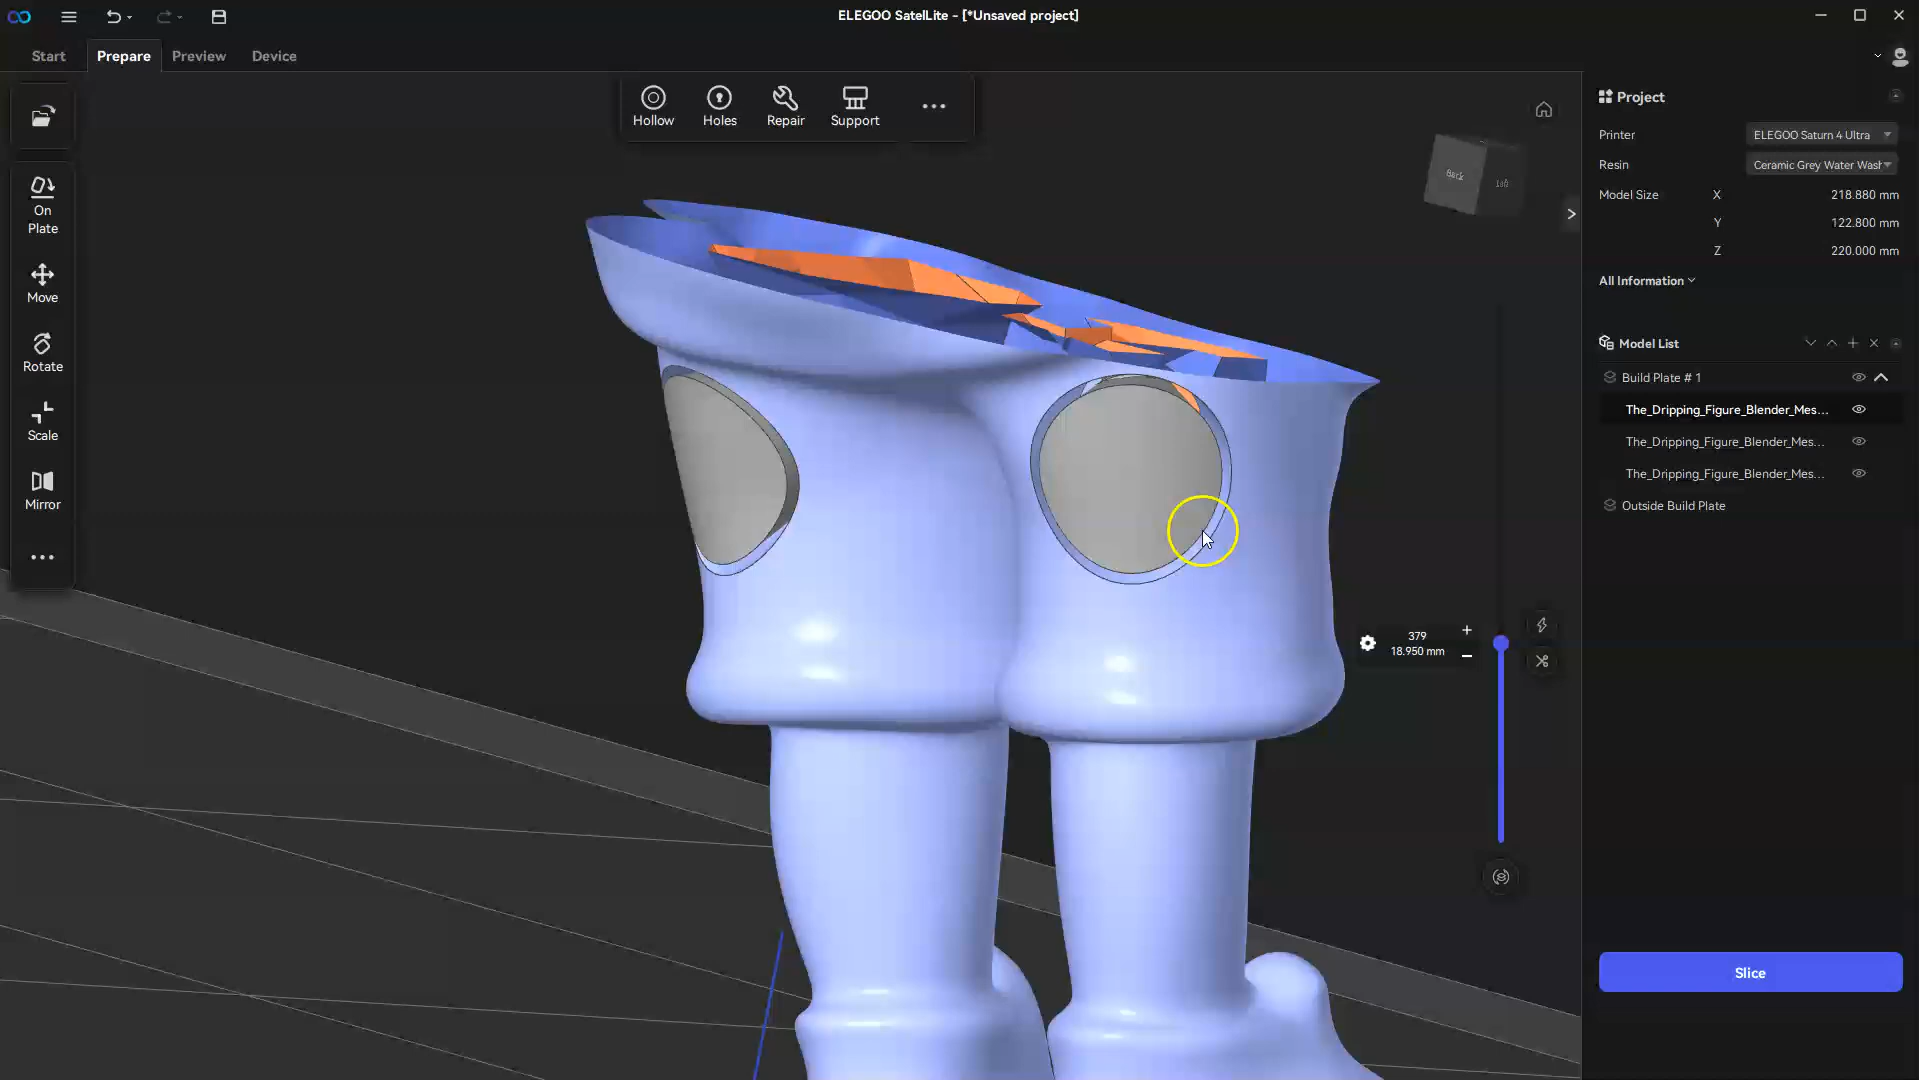 ELEGOO SatelLite - [*Unsaved project]
Start
Prepare
Preview
Device
Hollow
Holes
Repair
Support
On
Plate
Move
Rotate
Scale
Mirror
Back
Project
Printer
ELEGOO Saturn 4 Ultra
Resin
Ceramic Grey Water Wash
Model Size
X
218.880 mm
Y
122.800 mm
Z
220.000 mm
All Information
Model List
Build Plate # 1
The_Dripping_Figure_Blender_Mes...
The_Dripping_Figure_Blender_Mes...
The_Dripping_Figure_Blender_Mes...
Outside Build Plate
379
18.950 mm
Slice